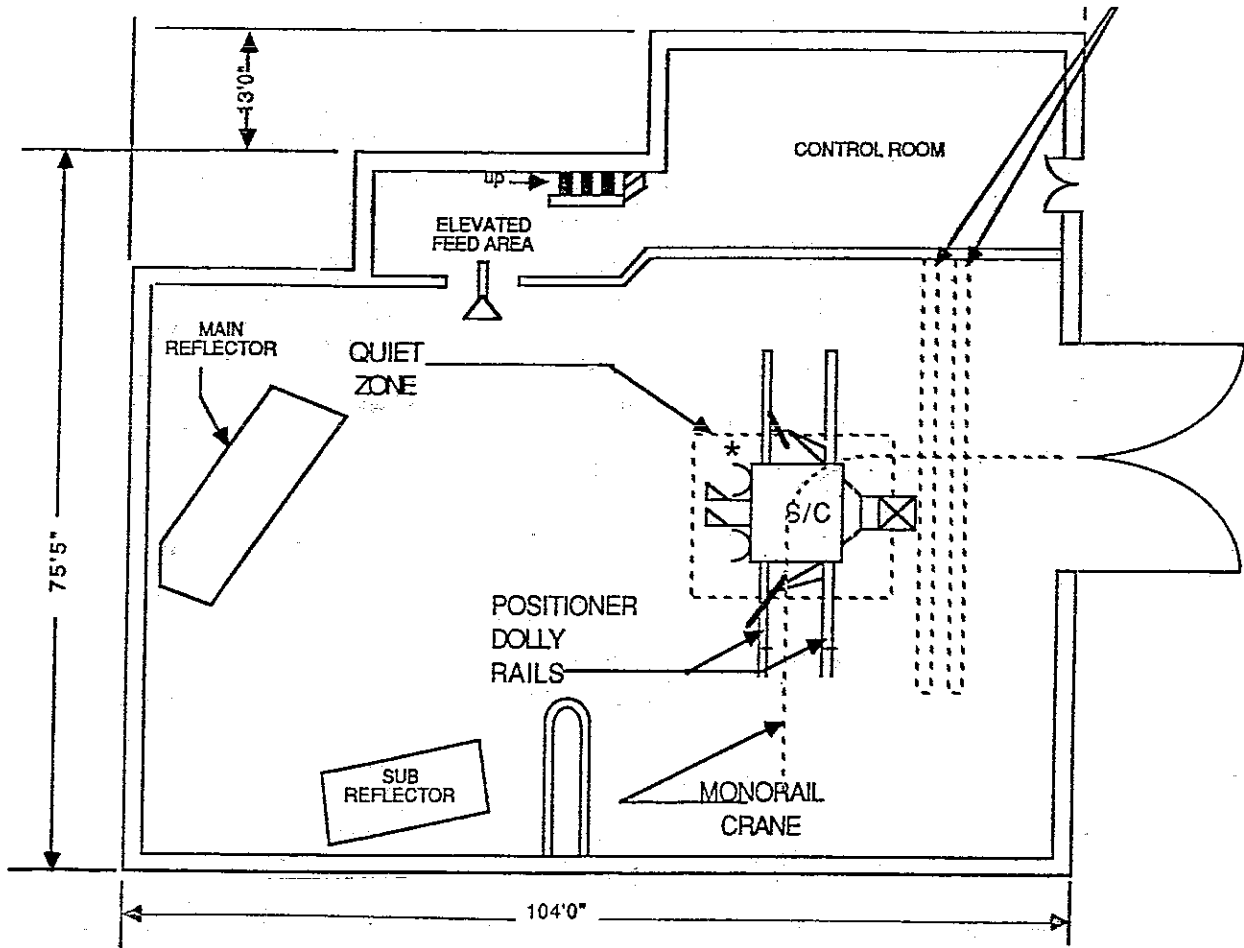 13'0"
CONTROL ROOM
up
ELEVATED
FEED AREA
MAIN
REFLECTOR
QUIET
ZONE
*
S/C
75'5"
POSITIONER
DOLLY
RAILS
SUB
REFLECTOR
MONORAIL
CRANE
104'0"